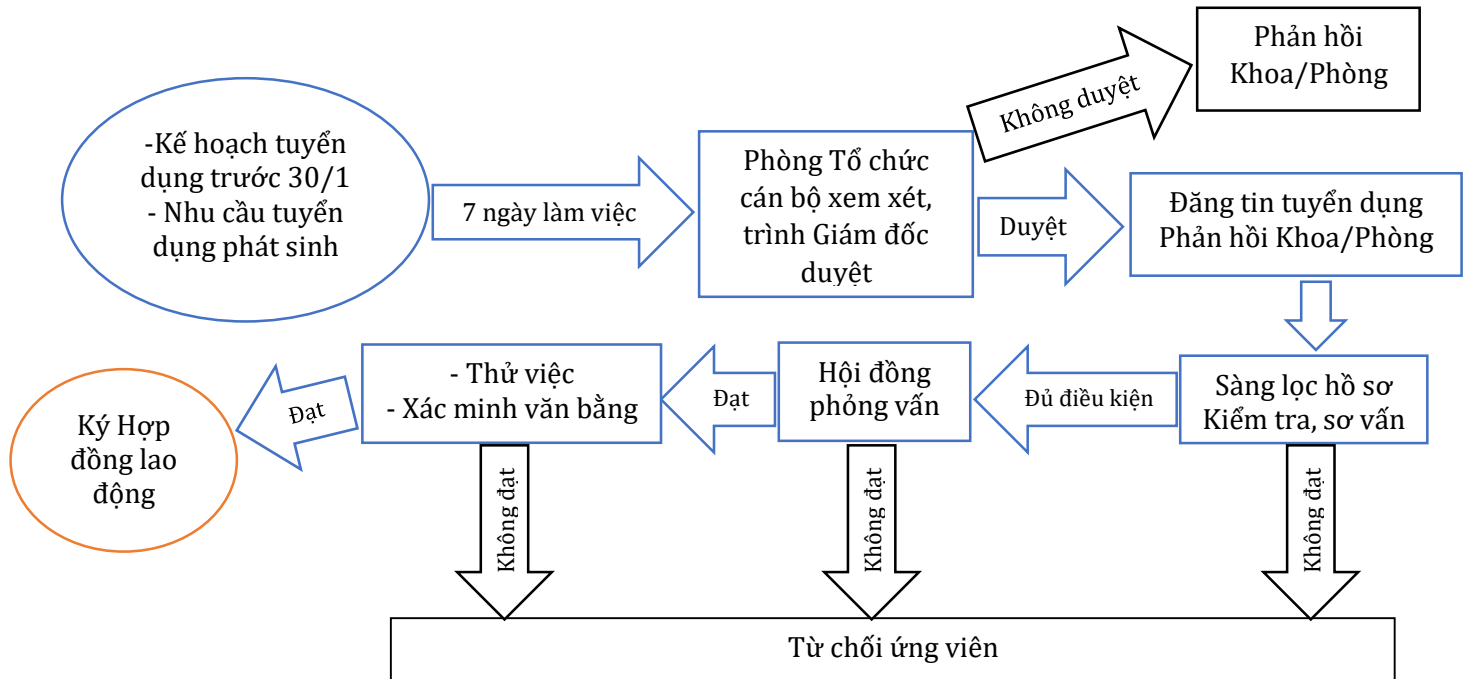 Phản hồi
Khoa/Phòng
Không duyệt
-Kế hoạch tuyển
dụng trước 30/1
- Nhu cầu tuyển
dụng phát sinh
7 ngày làm việc
Phòng Tổ chức
cán bộ xem xét,
trình Giám đốc
duyệt
Duyệt
Đăng tin tuyển dụng
Phản hồi Khoa/Phòng
Sàng lọc hồ sơ
Kiểm tra, sơ vấn
Đủ điều kiện
Hội đồng
phỏng vấn
Đạt
- Thử việc
- Xác minh văn bằng
Đạt
Ký Hợp
đồng lao
động
Không đạt
Không đạt
Không đạt
Từ chối ứng viên